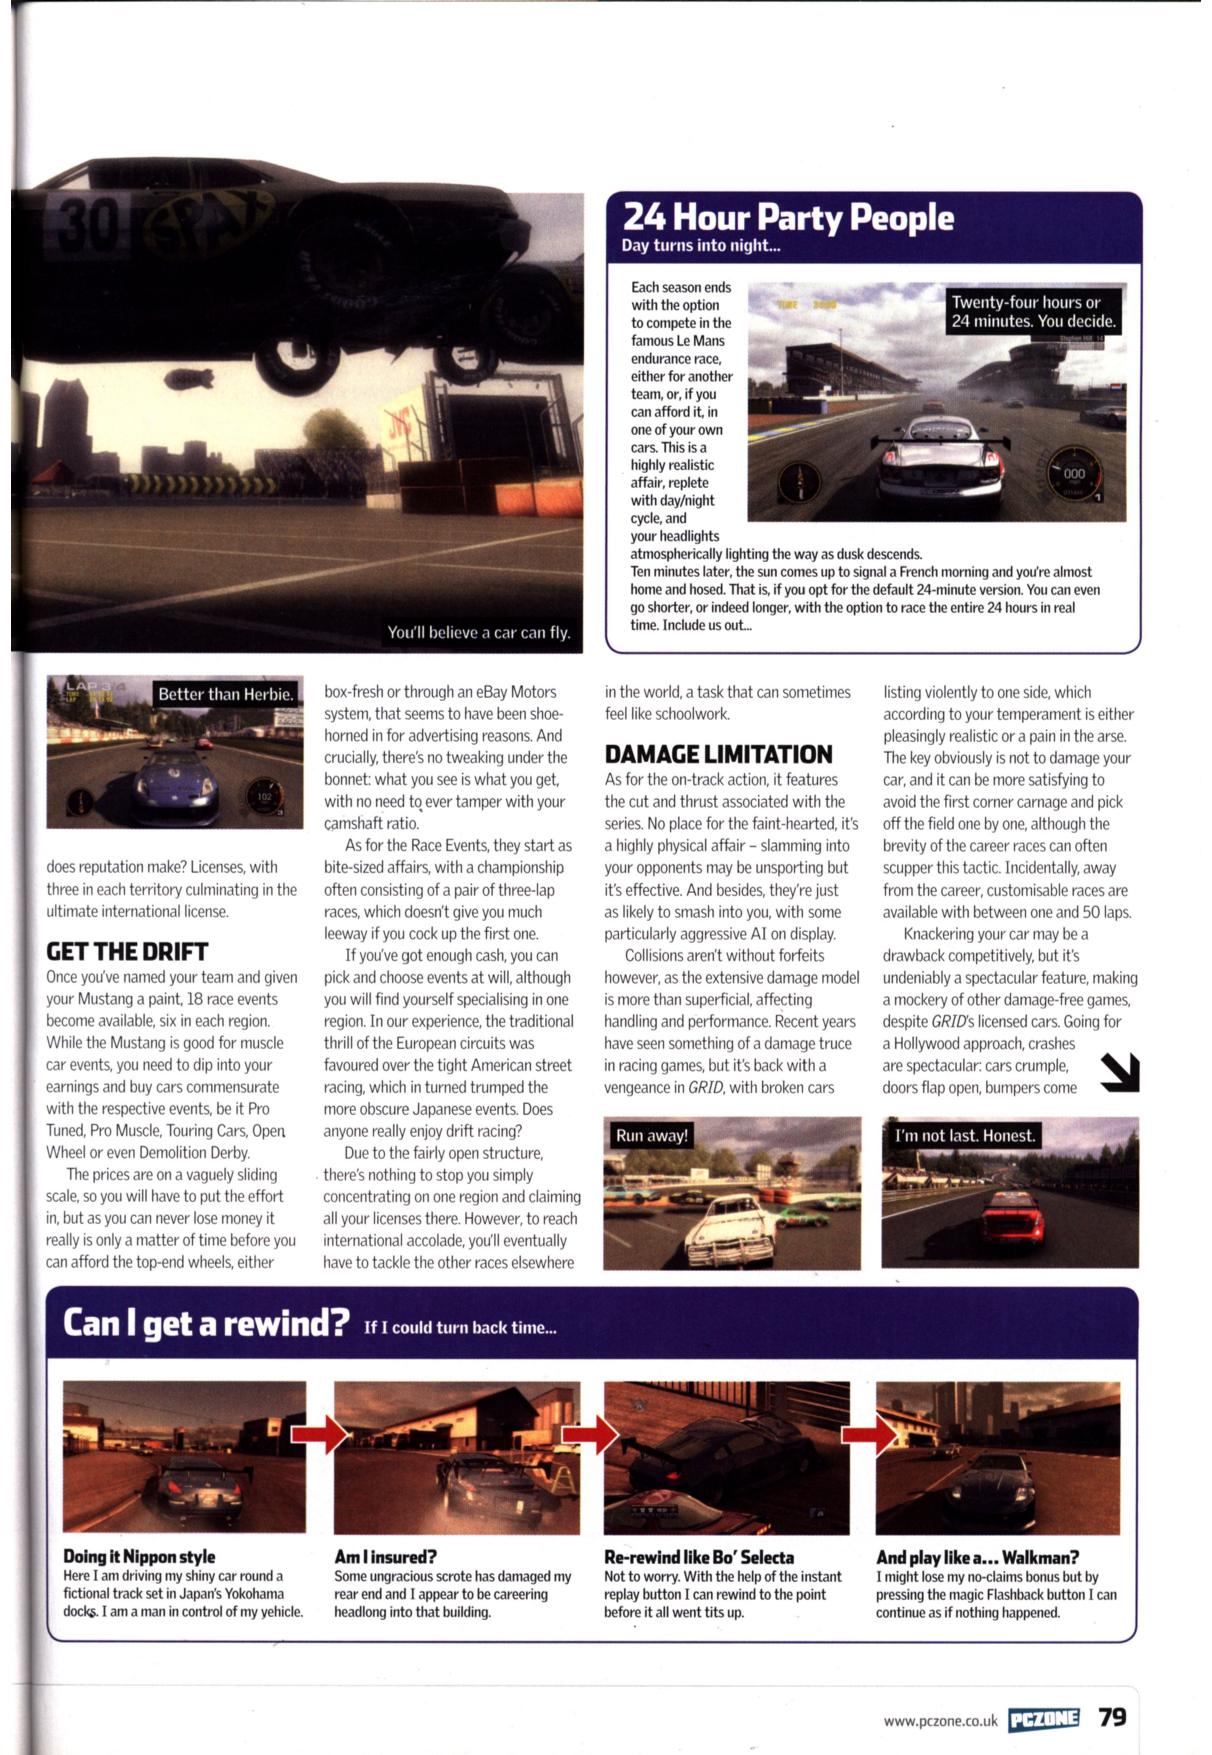 30
SPAX
JVC
You'll believe a car can fly.
24 Hour Party People
Day turns into night...
Each season ends
with the option
to compete in the
famous Le Mans
endurance race,
either for another
team, or, if you
can afford it, in
one of your own
cars. This is a
highly realistic
affair, replete
with day/night
cycle, and
your headlights
atmospherically lighting the way as dusk descends.
Ten minutes later, the sun comes up to signal a French morning and you're almost
home and hosed. That is, if you opt for the default 24-minute version. You can even
go shorter, or indeed longer, with the option to race the entire 24 hours in real
time. Include us out...
TIME
Twenty-four hours or
24 minutes. You decide.
000
1
LAP 3/4
TIME
LAP
Better than Herbie.
102
3
does reputation make? Licenses, with
three in each territory culminating in the
ultimate international license.
GET THE DRIFT
Once you've named your team and given
your Mustang a paint, 18 race events
become available, six in each region.
While the Mustang is good for muscle
car events, you need to dip into your
earnings and buy cars commensurate
with the respective events, be it Pro
Tuned, Pro Muscle, Touring Cars, Open
Wheel or even Demolition Derby.
The prices are on a vaguely sliding
scale, so you will have to put the effort
in, but as you can never lose money it
really is only a matter of time before you
can afford the top-end wheels, either
box-fresh or through an eBay Motors
system, that seems to have been shoe-
horned in for advertising reasons. And
crucially, there's no tweaking under the
bonnet: what you see is what you get,
with no need to ever tamper with your
camshaft ratio.
As for the Race Events, they start as
bite-sized affairs, with a championship
often consisting of a pair of three-lap
races, which doesn't give you much
leeway if you cock up the first one.
If you've got enough cash, you can
pick and choose events at will, although
you will find yourself specialising in one
region. In our experience, the traditional
thrill of the European circuits was
favoured over the tight American street
racing, which in turned trumped the
more obscure Japanese events. Does
anyone really enjoy drift racing?
Due to the fairly open structure,
there's nothing to stop you simply
concentrating on one region and claiming
all your licenses there. However, to reach
international accolade, you'll eventually
have to tackle the other races elsewhere
in the world, a task that can sometimes
feel like schoolwork.
DAMAGE LIMITATION
As for the on-track action, it features
the cut and thrust associated with the
series. No place for the faint-hearted, it's
a highly physical affair – slamming into
your opponents may be unsporting but
it's effective. And besides, they're just
as likely to smash into you, with some
particularly aggressive AI on display.
Collisions aren't without forfeits
however, as the extensive damage model
is more than superficial, affecting
handling and performance. Recent years
have seen something of a damage truce
in racing games, but it's back with a
vengeance in GRID, with broken cars
listing violently to one side, which
according to your temperament is either
pleasingly realistic or a pain in the arse.
The key obviously is not to damage your
car, and it can be more satisfying to
avoid the first corner carnage and pick
off the field one by one, although the
brevity of the career races can often
scupper this tactic. Incidentally, away
from the career, customisable races are
available with between one and 50 laps.
Knackering your car may be a
drawback competitively, but it's
undeniably a spectacular feature, making
a mockery of other damage-free games,
despite GRID's licensed cars. Going for
a Hollywood approach, crashes
are spectacular: cars crumple,
doors flap open, bumpers come
Run away!
I'm not last. Honest.
Can I get a rewind? If I could turn back time...
Doing it Nippon style
Here I am driving my shiny car round a
fictional track set in Japan's Yokohama
docks. I am a man in control of my vehicle.
Am I insured?
Some ungracious scrote has damaged my
rear end and I appear to be careering
headlong into that building.
Re-rewind like Bo' Selecta
Not to worry. With the help of the instant
replay button I can rewind to the point
before it all went tits up.
And play like a... Walkman?
I might lose my no-claims bonus but by
pressing the magic Flashback button I can
continue as if nothing happened.
www.pczone.co.uk PCZONE 79